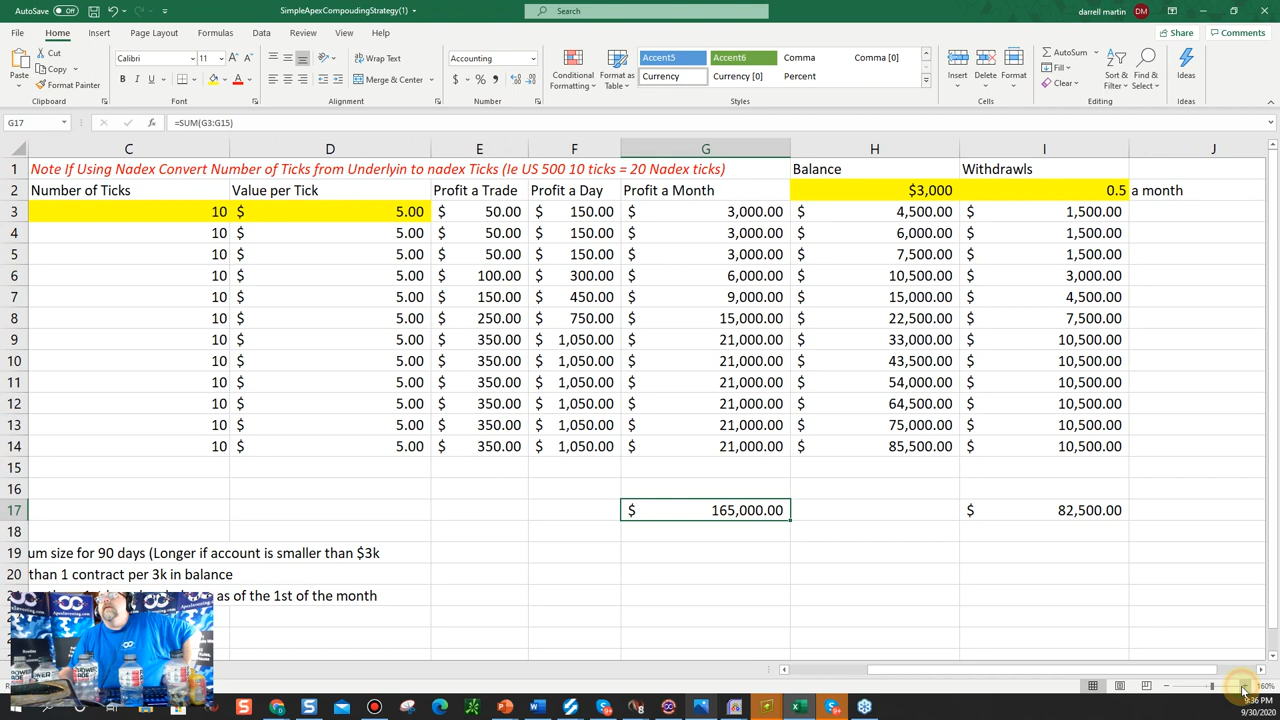 AutoSave Off SimpleApexCompoudingStrategy(1) Search darrell martin DM
File Home Insert Page Layout Formulas Data Review View Help Share Comments
Cut Calibri 11 Wrap Text Accounting Accent5 Accent6 Comma Comma [0] AutoSum
Paste Copy Format Painter B I U Merge & Center $ % Conditional Formatting Format as Table Currency Currency [0] Percent Insert Delete Format Fill Clear Sort & Filter Find & Select Ideas
Clipboard Font Alignment Number Styles Cells Editing Ideas
G17 fx =SUM(G3:G15)
C D E F G H I J
1 Note If Using Nadex Convert Number of Ticks from Underlyin to nadex Ticks (Ie US 500 10 ticks = 20 Nadex ticks) Balance Withdrawls
2 Number of Ticks Value per Tick Profit a Trade Profit a Day Profit a Month $3,000 0.5 a month
3 10 $ 5.00 $ 50.00 $ 150.00 $ 3,000.00 $ 4,500.00 $ 1,500.00
4 10 $ 5.00 $ 50.00 $ 150.00 $ 3,000.00 $ 6,000.00 $ 1,500.00
5 10 $ 5.00 $ 50.00 $ 150.00 $ 3,000.00 $ 7,500.00 $ 1,500.00
6 10 $ 5.00 $ 100.00 $ 300.00 $ 6,000.00 $ 10,500.00 $ 3,000.00
7 10 $ 5.00 $ 150.00 $ 450.00 $ 9,000.00 $ 15,000.00 $ 4,500.00
8 10 $ 5.00 $ 250.00 $ 750.00 $ 15,000.00 $ 22,500.00 $ 7,500.00
9 10 $ 5.00 $ 350.00 $ 1,050.00 $ 21,000.00 $ 33,000.00 $ 10,500.00
10 10 $ 5.00 $ 350.00 $ 1,050.00 $ 21,000.00 $ 43,500.00 $ 10,500.00
11 10 $ 5.00 $ 350.00 $ 1,050.00 $ 21,000.00 $ 54,000.00 $ 10,500.00
12 10 $ 5.00 $ 350.00 $ 1,050.00 $ 21,000.00 $ 64,500.00 $ 10,500.00
13 10 $ 5.00 $ 350.00 $ 1,050.00 $ 21,000.00 $ 75,000.00 $ 10,500.00
14 10 $ 5.00 $ 350.00 $ 1,050.00 $ 21,000.00 $ 85,500.00 $ 10,500.00
15
16
17 $ 165,000.00 $ 82,500.00
18
19 um size for 90 days (Longer if account is smaller than $3k
20 than 1 contract per 3k in balance
as of the 1st of the month
160%
9:36 PM
9/30/2020